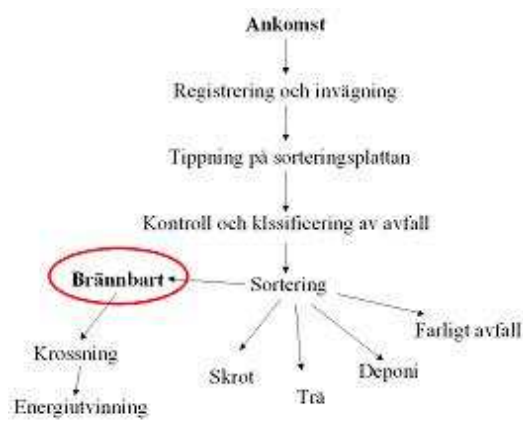 Ankomst
Registrering och invägning
Tippning på sorteringsplattan
Kontroll och klssificering av avfall
Brännbart
Sortering
Farligt avfall
Krossning
Skrot
Deponi
Trä
Energiutvinning